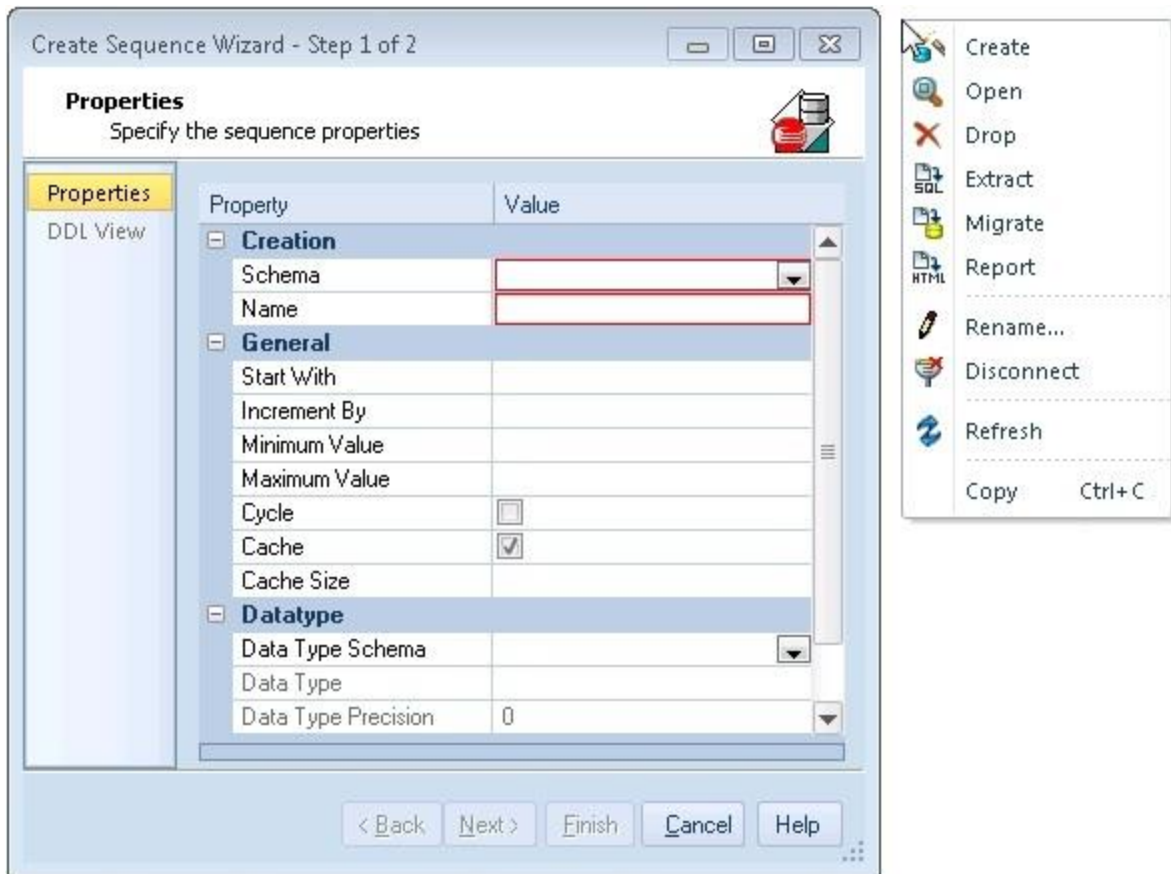 Create Sequence Wizard - Step 1 of 2
Properties
Specify the sequence properties
Properties
DDL View
Property Value
Creation
Schema
Name
General
Start With
Increment By
Minimum Value
Maximum Value
Cycle
Cache
Cache Size
Datatype
Data Type Schema
Data Type
Data Type Precision 0
< Back Next > Finish Cancel Help
Create
Open
Drop
SQL Extract
Migrate
HTML Report
Rename...
Disconnect
Refresh
Copy Ctrl+C